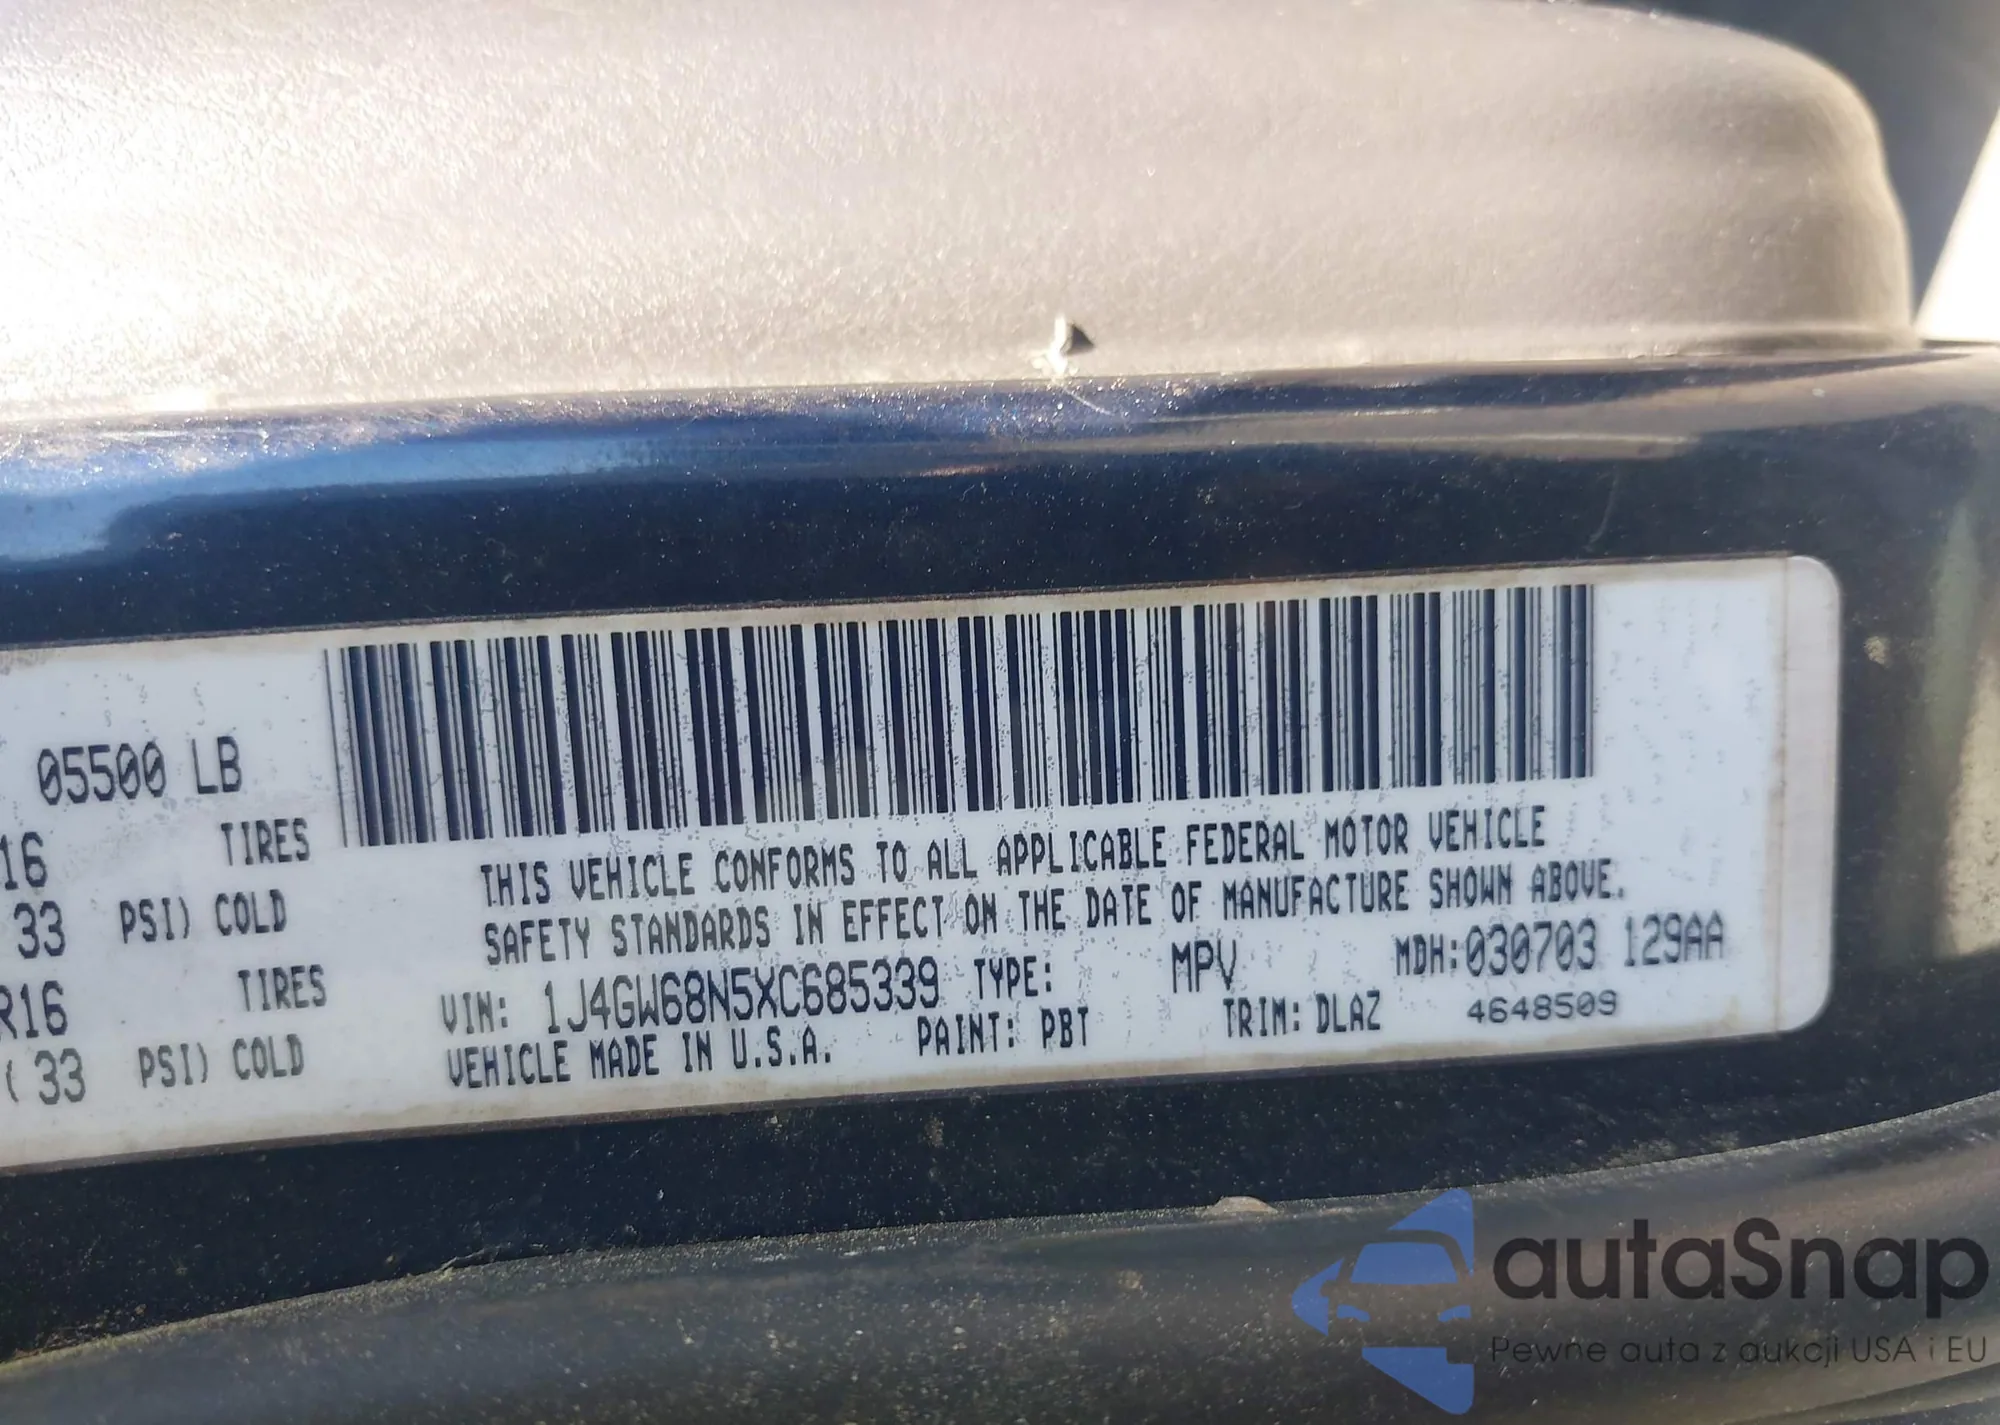 05500 LB
16 TIRES
33 PSI) COLD
R16 TIRES
( 33 PSI) COLD
THIS VEHICLE CONFORMS TO ALL APPLICABLE FEDERAL MOTOR VEHICLE
SAFETY STANDARDS IN EFFECT ON THE DATE OF MANUFACTURE SHOWN ABOVE.
VIN: 1J4GW68N5XC685339 TYPE: MPV MDH:030703 129AA
VEHICLE MADE IN U.S.A. PAINT: PBT TRIM: DLAZ 4648509
autaSnap
Pewne auta z aukcji USA i EU